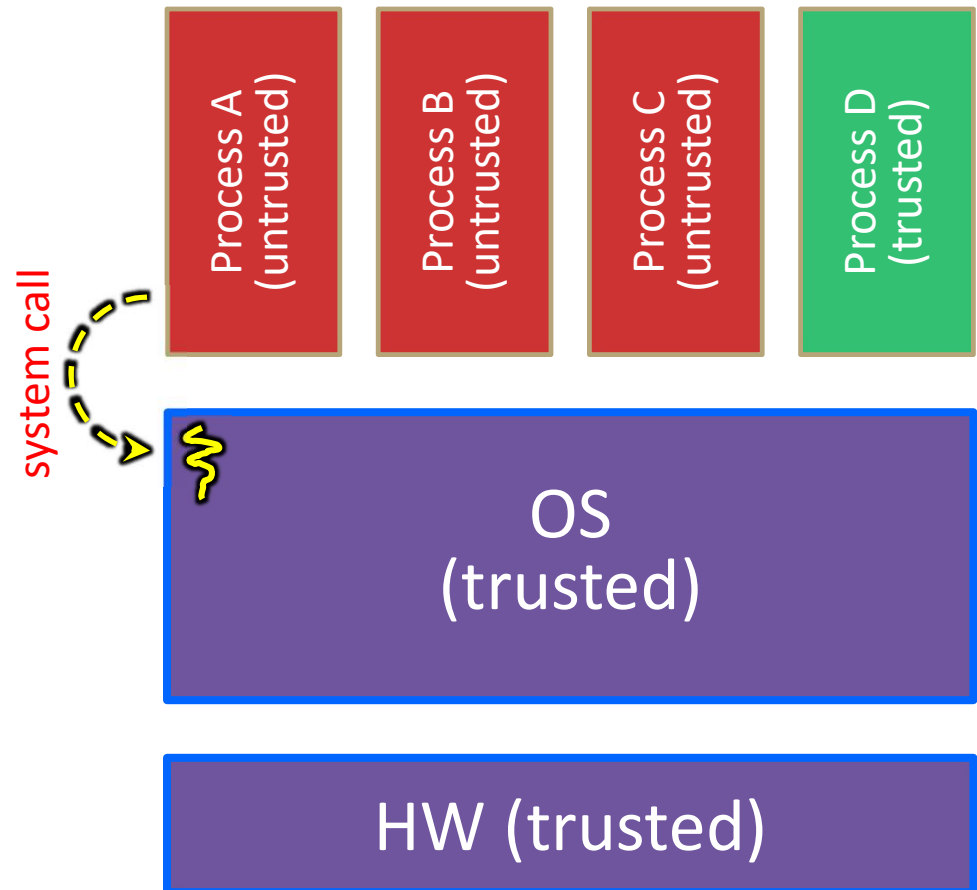 Process A
(untrusted)
Process B
(untrusted)
Process C
(untrusted)
Process D
(trusted)
system call
OS
(trusted)
HW (trusted)